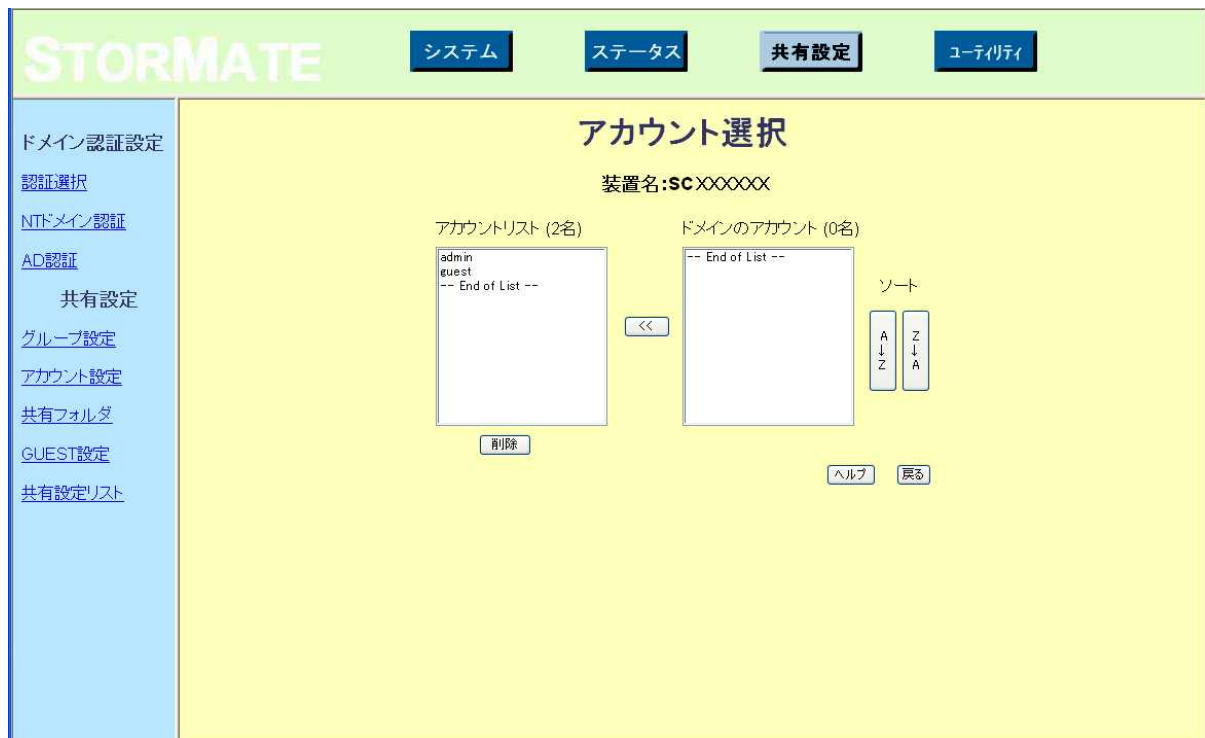 STORMATE
システム ステータス 共有設定 ユーティリティ
ドメイン認証設定
認証選択
NTドメイン認証
AD認証
共有設定
グループ設定
アカウント設定
共有フォルダ
GUEST設定
共有設定リスト
アカウント選択
装置名:SCXXXXXX
アカウントリスト (2名)
admin
guest
-- End of List --
削除
<<
ドメインのアカウント (0名)
-- End of List --
ソート
A↓Z
Z↓A
ヘルプ 戻る